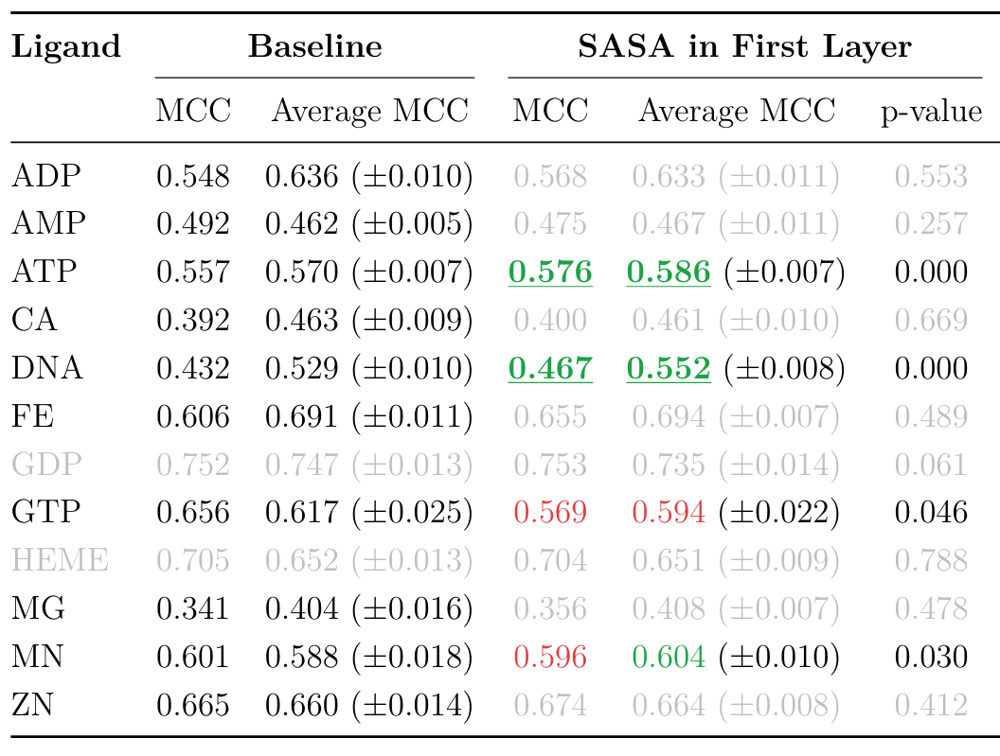 Ligand Baseline SASA in First Layer
MCC Average MCC MCC Average MCC p-value
ADP 0.548 0.636 (±0.010) 0.568 0.633 (±0.011) 0.553
AMP 0.492 0.462 (±0.005) 0.475 0.467 (±0.011) 0.257
ATP 0.557 0.570 (±0.007) 0.576 0.586 (±0.007) 0.000
CA 0.392 0.463 (±0.009) 0.400 0.461 (±0.010) 0.669
DNA 0.432 0.529 (±0.010) 0.467 0.552 (±0.008) 0.000
FE 0.606 0.691 (±0.011) 0.655 0.694 (±0.007) 0.489
GDP 0.752 0.747 (±0.013) 0.753 0.735 (±0.014) 0.061
GTP 0.656 0.617 (±0.025) 0.569 0.594 (±0.022) 0.046
HEME 0.705 0.652 (±0.013) 0.704 0.651 (±0.009) 0.788
MG 0.341 0.404 (±0.016) 0.356 0.408 (±0.007) 0.478
MN 0.601 0.588 (±0.018) 0.596 0.604 (±0.010) 0.030
ZN 0.665 0.660 (±0.014) 0.674 0.664 (±0.008) 0.412